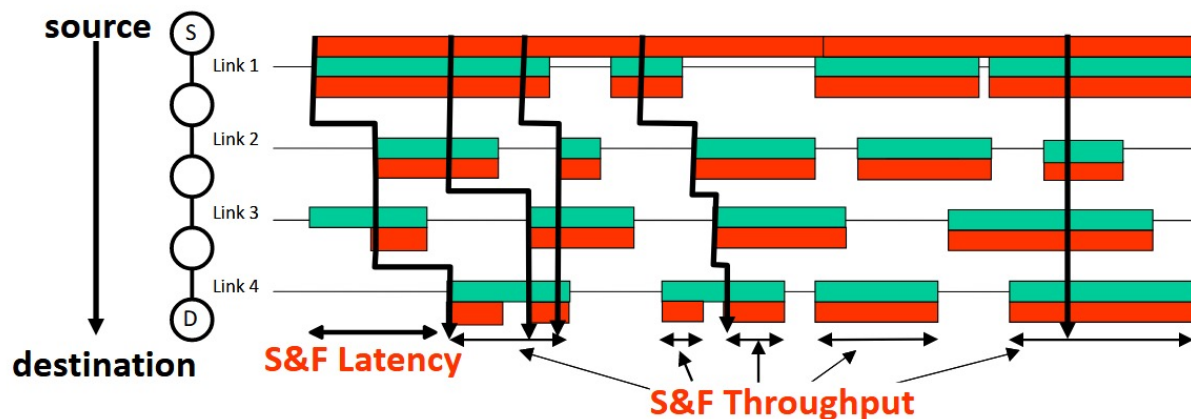 source
S
Link 1
Link 2
Link 3
Link 4
D
destination
S&F Latency
S&F Throughput